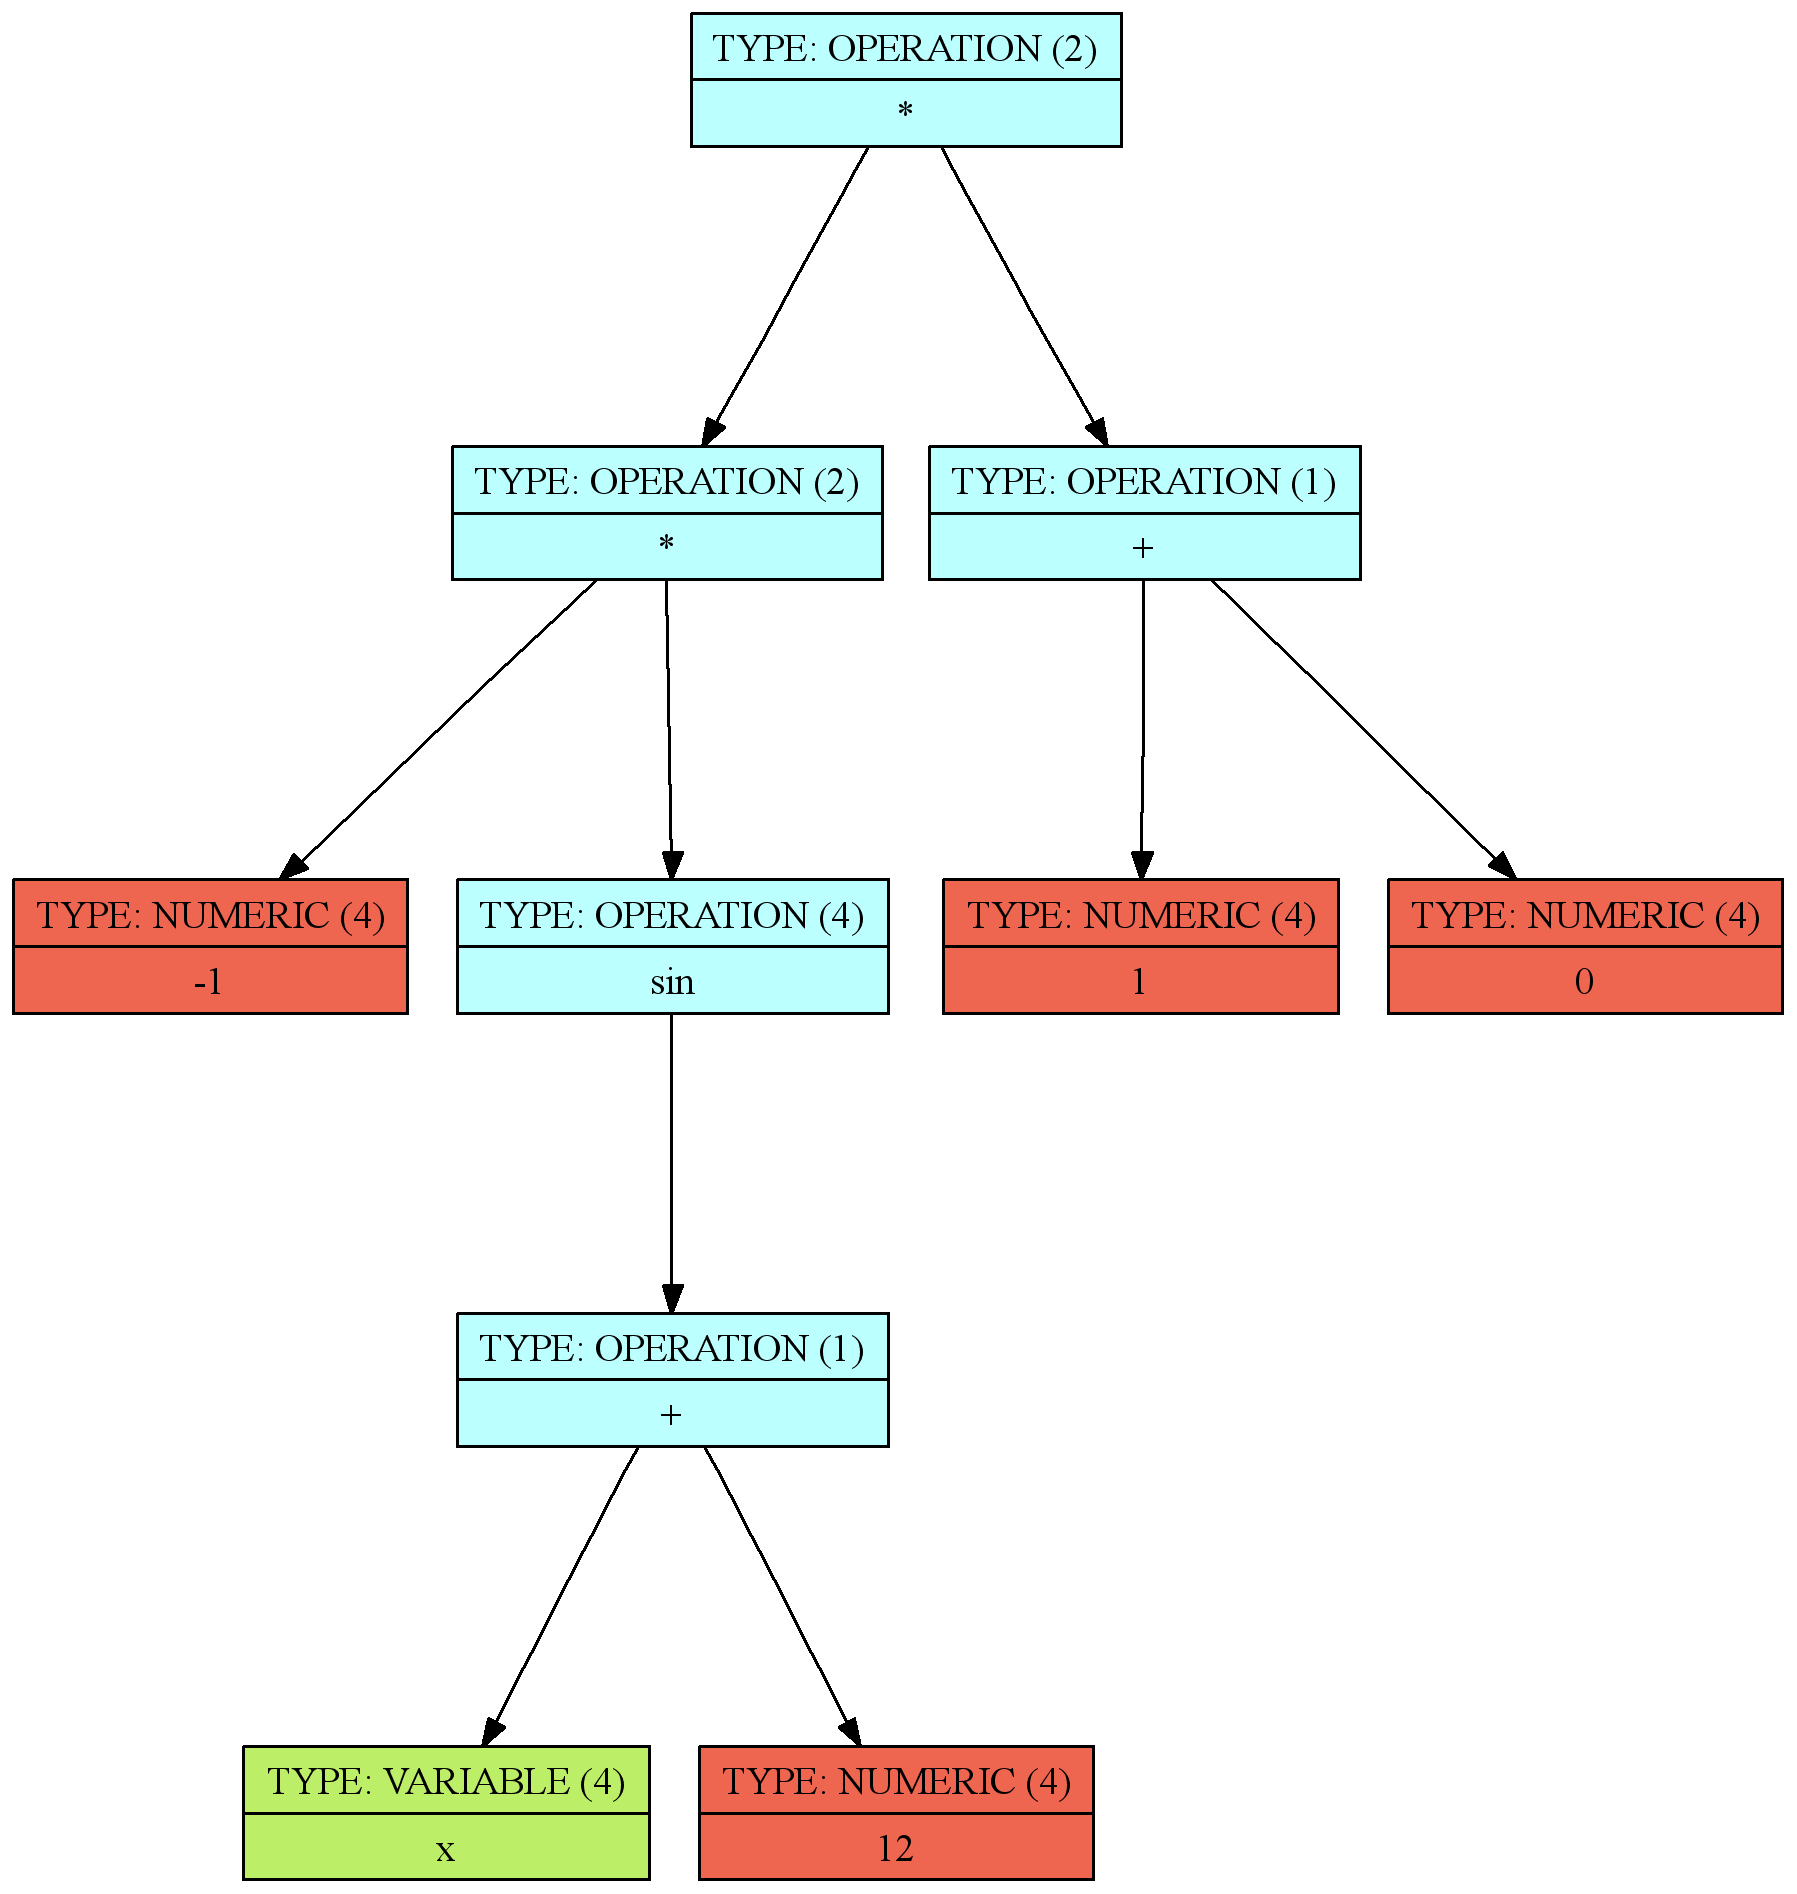 TYPE: OPERATION (2)
*
TYPE: OPERATION (2)
*
TYPE: OPERATION (1)
+
TYPE: NUMERIC (4)
-1
TYPE: OPERATION (4)
sin
TYPE: NUMERIC (4)
1
TYPE: NUMERIC (4)
0
TYPE: OPERATION (1)
+
TYPE: VARIABLE (4)
x
TYPE: NUMERIC (4)
12